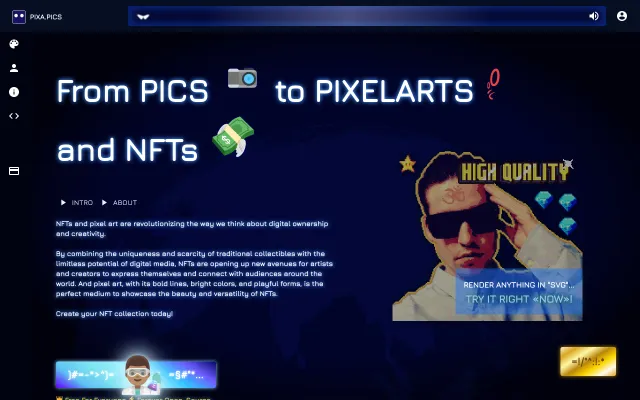 PIXA.PICS
From PICS to PIXELARTS
and NFTs
INTRO ABOUT
NFTs and pixel art are revolutionizing the way we think about digital ownership
and creativity.
By combining the uniqueness and scarcity of traditional collectibles with the
limitless potential of digital media, NFTs are opening up new avenues for artists
and creators to express themselves and connect with audiences around the
world. And pixel art, with its bold lines, bright colors, and playful forms, is the
perfect medium to showcase the beauty and versatility of NFTs.
Create your NFT collection today!
HIGH QUALITY
RENDER ANYTHING IN "SVG"...
TRY IT RIGHT «NOW»!